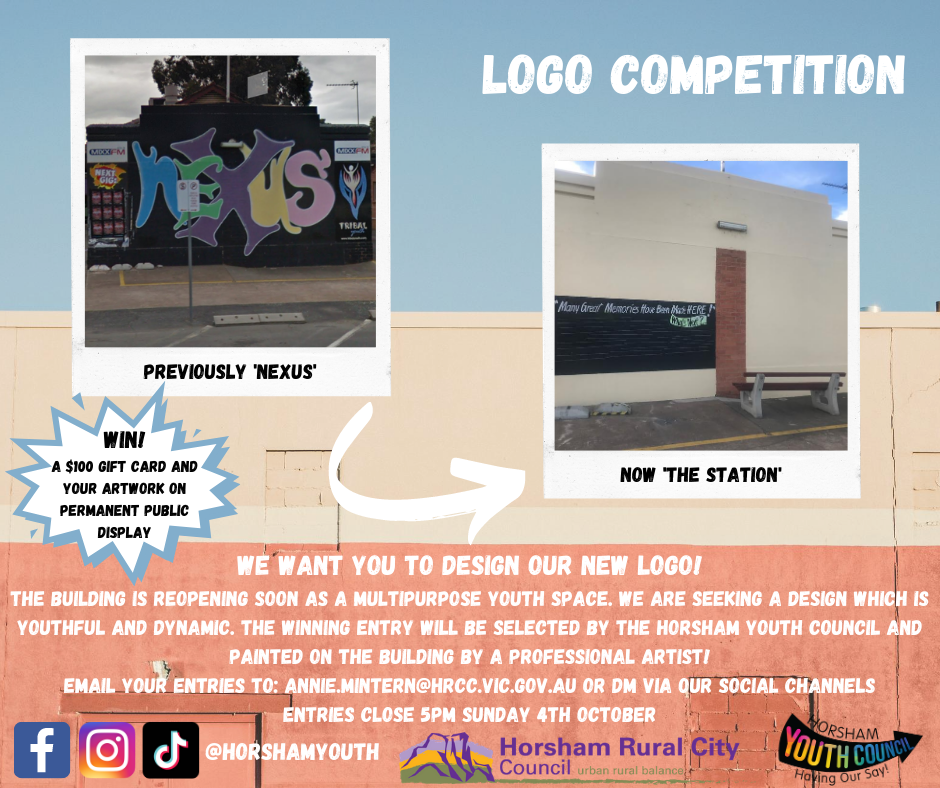 LOGO COMPETITION
MIXX FM
NEXUS
MIXX FM
NEXT
GIG:
TRIBAL
"Many Great Memories Have Been Made HERE!"
What's Next?
PREVIOUSLY 'NEXUS'
NOW 'THE STATION'
WIN!
A $100 GIFT CARD AND
YOUR ARTWORK ON
PERMANENT PUBLIC
DISPLAY
WE WANT YOU TO DESIGN OUR NEW LOGO!
THE BUILDING IS REOPENING SOON AS A MULTIPURPOSE YOUTH SPACE. WE ARE SEEKING A DESIGN WHICH IS
YOUTHFUL AND DYNAMIC. THE WINNING ENTRY WILL BE SELECTED BY THE HORSHAM YOUTH COUNCIL AND
PAINTED ON THE BUILDING BY A PROFESSIONAL ARTIST!
EMAIL YOUR ENTRIES TO: ANNIE.MINTERN@HRCC.VIC.GOV.AU OR DM VIA OUR SOCIAL CHANNELS
ENTRIES CLOSE 5PM SUNDAY 4TH OCTOBER
@HORSHAMYOUTH
Horsham Rural City
Council urban rural balance
HORSHAM
YOUTH COUNCIL
Having Our Say!